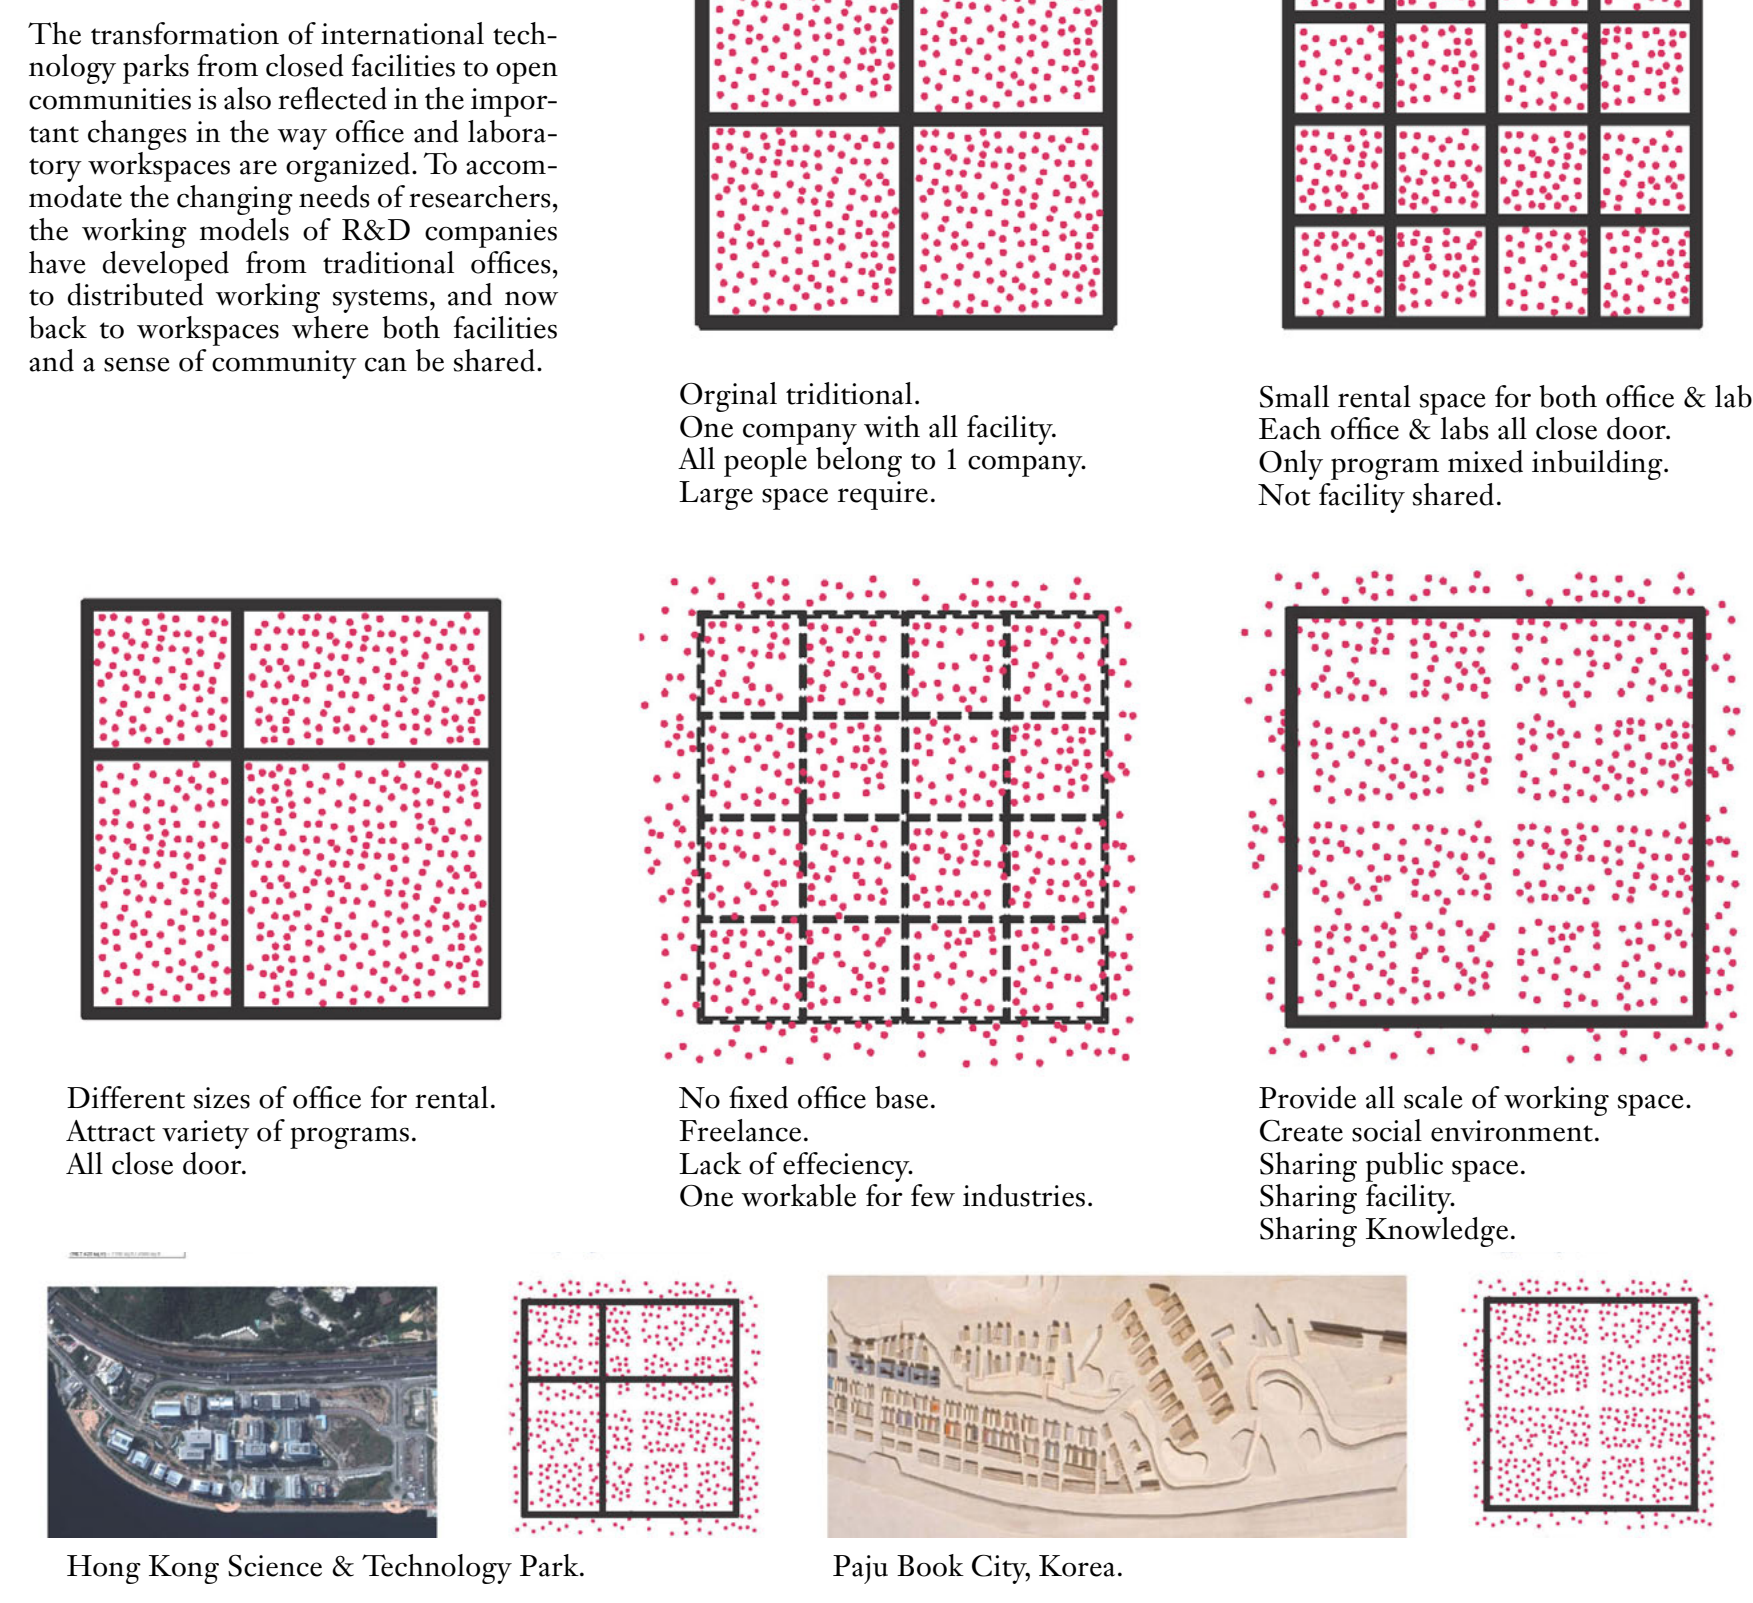 The transformation of international tech-
nology parks from closed facilities to open
communities is also reflected in the impor-
tant changes in the way office and labora-
tory workspaces are organized. To accom-
modate the changing needs of researchers,
the working models of R&D companies
have developed from traditional offices,
to distributed working systems, and now
back to workspaces where both facilities
and a sense of community can be shared.
Orginal triditional.
One company with all facility.
All people belong to 1 company.
Large space require.
Small rental space for both office & lab
Each office & labs all close door.
Only program mixed inbuilding.
Not facility shared.
Different sizes of office for rental.
Attract variety of programs.
All close door.
No fixed office base.
Freelance.
Lack of effeciency.
One workable for few industries.
Provide all scale of working space.
Create social environment.
Sharing public space.
Sharing facility.
Sharing Knowledge.
Hong Kong Science & Technology Park.
Paju Book City, Korea.